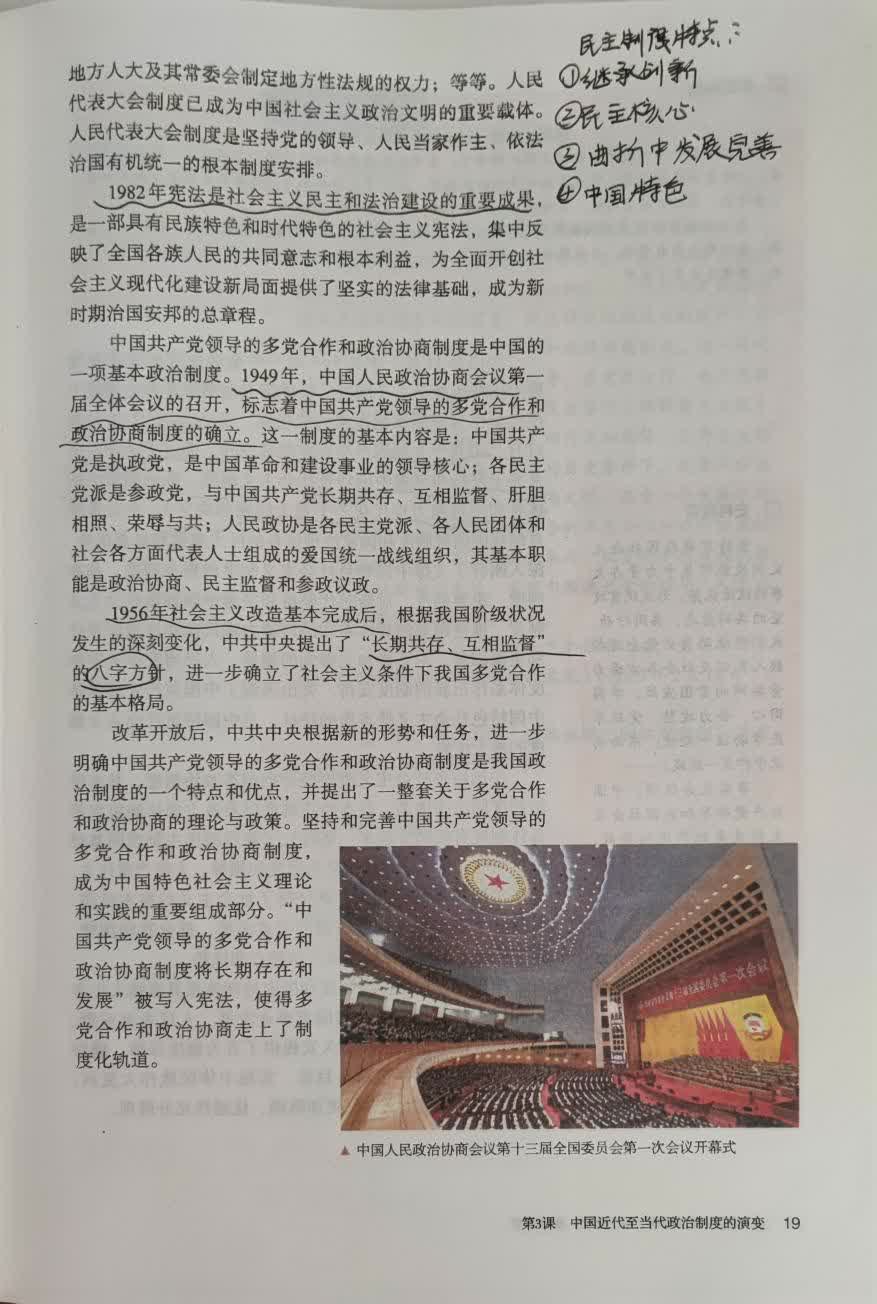 地方人大及其常委会制定地方性法规的权力；等等。人民
代表大会制度已成为中国社会主义政治文明的重要载体。
人民代表大会制度是坚持党的领导、人民当家作主、依法
治国有机统一的根本制度安排。
1982年宪法是社会主义民主和法治建设的重要成果，
是一部具有民族特色和时代特色的社会主义宪法，集中反
映了全国各族人民的共同意志和根本利益，为全面开创社
会主义现代化建设新局面提供了坚实的法律基础，成为新
时期治国安邦的总章程。
中国共产党领导的多党合作和政治协商制度是中国的
一项基本政治制度。1949年，中国人民政治协商会议第一
届全体会议的召开，标志着中国共产党领导的多党合作和
政治协商制度的确立。这一制度的基本内容是：中国共产
党是执政党，是中国革命和建设事业的领导核心；各民主
党派是参政党，与中国共产党长期共存、互相监督、肝胆
相照、荣辱与共；人民政协是各民主党派、各人民团体和
社会各方面代表人士组成的爱国统一战线组织，其基本职
能是政治协商、民主监督和参政议政。
1956年社会主义改造基本完成后，根据我国阶级状况
发生的深刻变化，中共中央提出了“长期共存、互相监督”
的八字方针，进一步确立了社会主义条件下我国多党合作
的基本格局。
改革开放后，中共中央根据新的形势和任务，进一步
明确中国共产党领导的多党合作和政治协商制度是我国政
治制度的一个特点和优点，并提出了一整套关于多党合作
和政治协商的理论与政策。坚持和完善中国共产党领导的
多党合作和政治协商制度，
成为中国特色社会主义理论
和实践的重要组成部分。“中
国共产党领导的多党合作和
政治协商制度将长期存在和
发展”被写入宪法，使得多
党合作和政治协商走上了制
度化轨道。
民主制度特点：
①继承创新
②民主核心
③曲折中发展完善
④中国特色
▲ 中国人民政治协商会议第十三届全国委员会第一次会议开幕式
第3课 中国近代至当代政治制度的演变 19